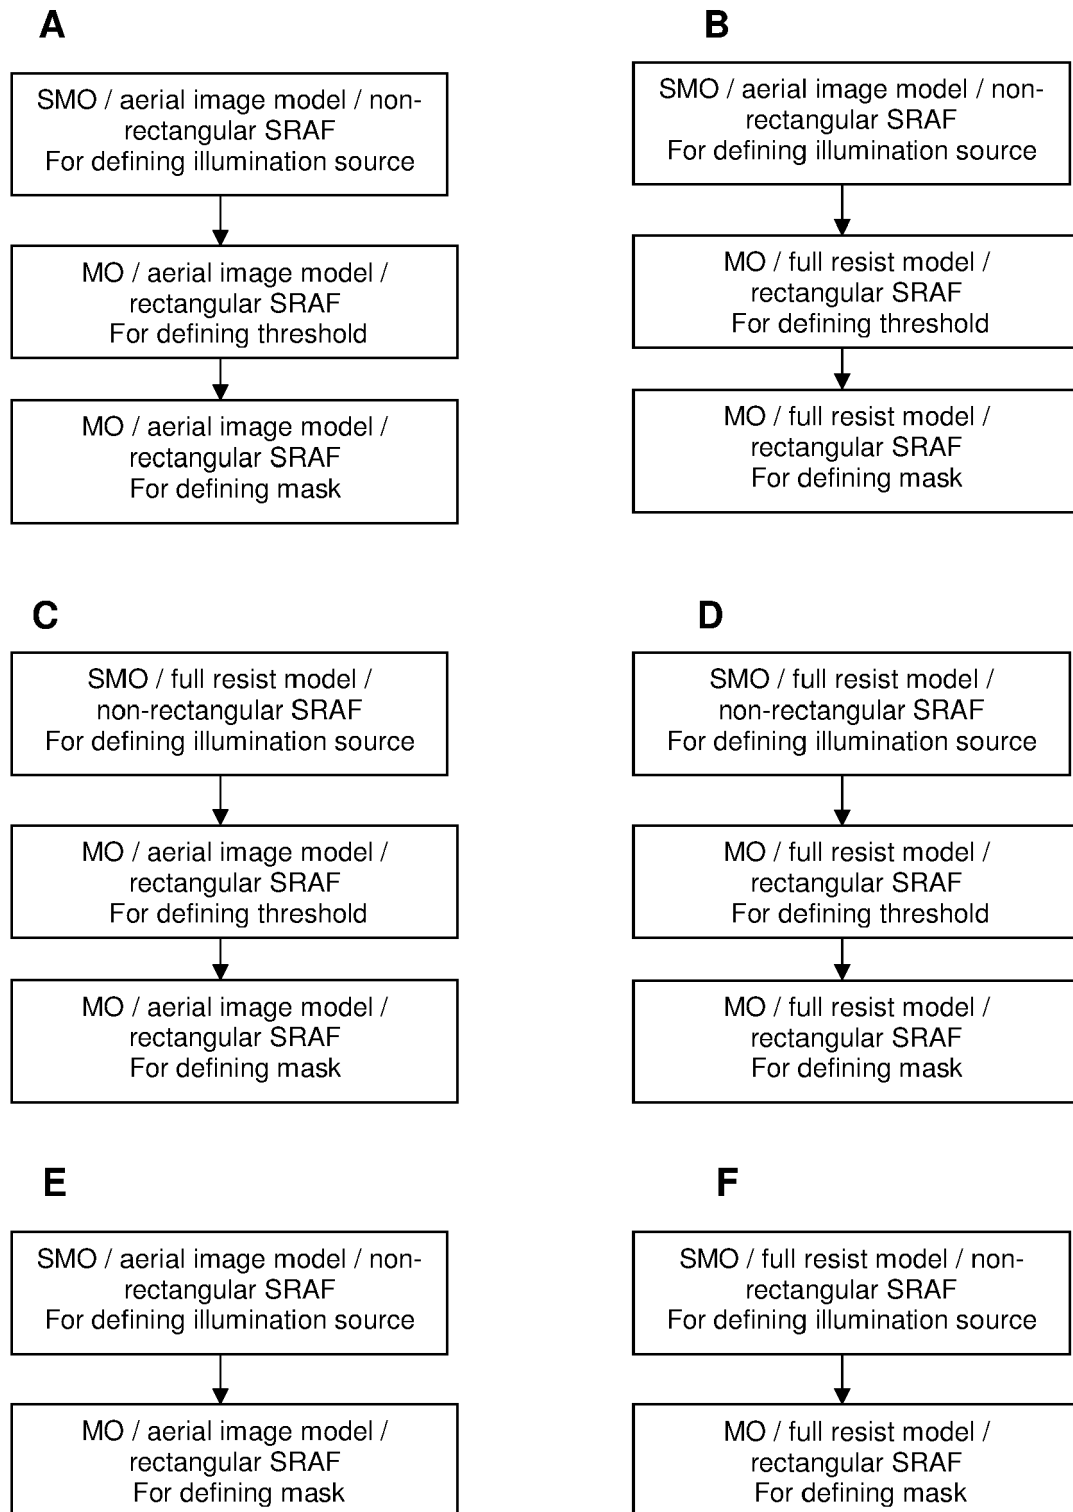 A
SMO / aerial image model / non-
rectangular SRAF
For defining illumination source
MO / aerial image model /
rectangular SRAF
For defining threshold
MO / aerial image model /
rectangular SRAF
For defining mask
B
SMO / aerial image model / non-
rectangular SRAF
For defining illumination source
MO / full resist model /
rectangular SRAF
For defining threshold
MO / full resist model /
rectangular SRAF
For defining mask
C
SMO / full resist model /
non-rectangular SRAF
For defining illumination source
MO / aerial image model /
rectangular SRAF
For defining threshold
MO / aerial image model /
rectangular SRAF
For defining mask
D
SMO / full resist model /
non-rectangular SRAF
For defining illumination source
MO / full resist model /
rectangular SRAF
For defining threshold
MO / full resist model /
rectangular SRAF
For defining mask
E
SMO / aerial image model / non-
rectangular SRAF
For defining illumination source
MO / aerial image model /
rectangular SRAF
For defining mask
F
SMO / full resist model / non-
rectangular SRAF
For defining illumination source
MO / full resist model /
rectangular SRAF
For defining mask